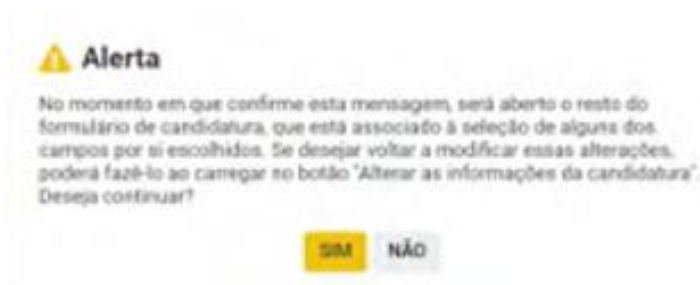 Alerta
No momento em que confirme esta mensagem, será aberto o resto do
formulário de candidatura, que está associado à seleção de alguns dos
campos por si escolhidos. Se desejar voltar a modificar essas alterações,
poderá fazê-lo ao carregar no botão "Alterar as informações da candidatura".
Deseja continuar?
SIM NÃO